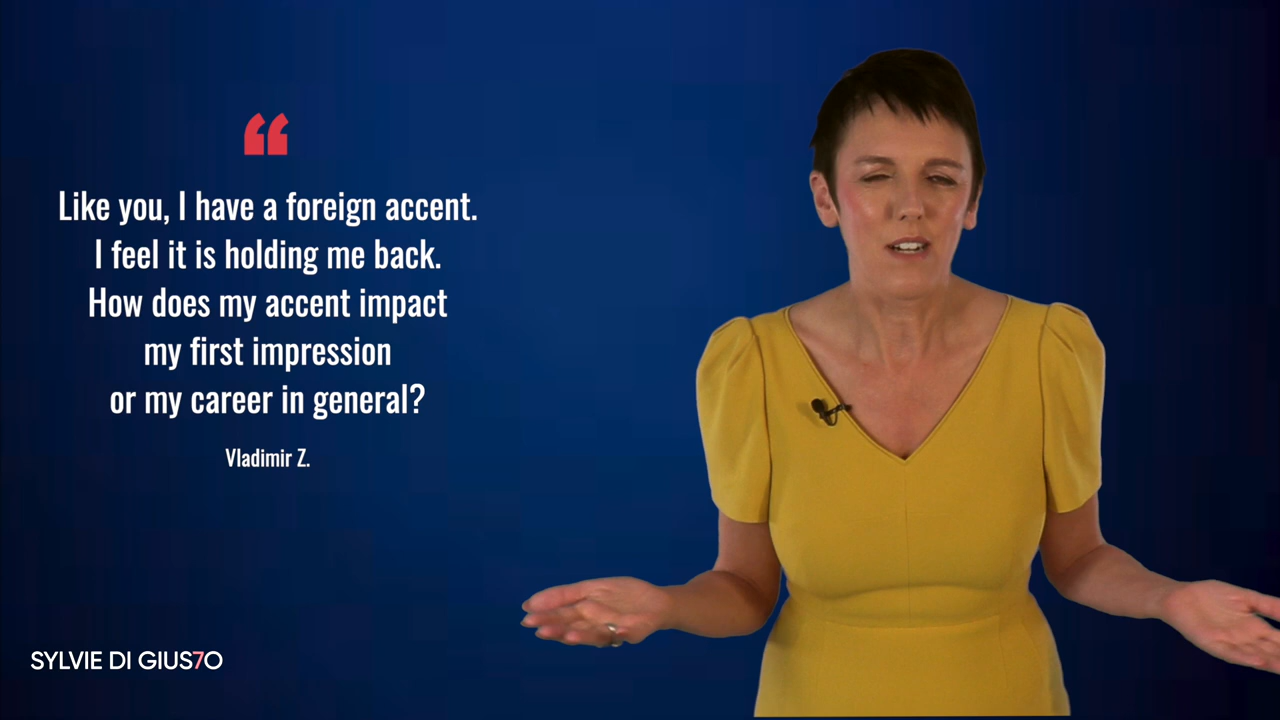 “
Like you, I have a foreign accent.
I feel it is holding me back.
How does my accent impact
my first impression
or my career in general?
Vladimir Z.
SYLVIE DI GIUS7O